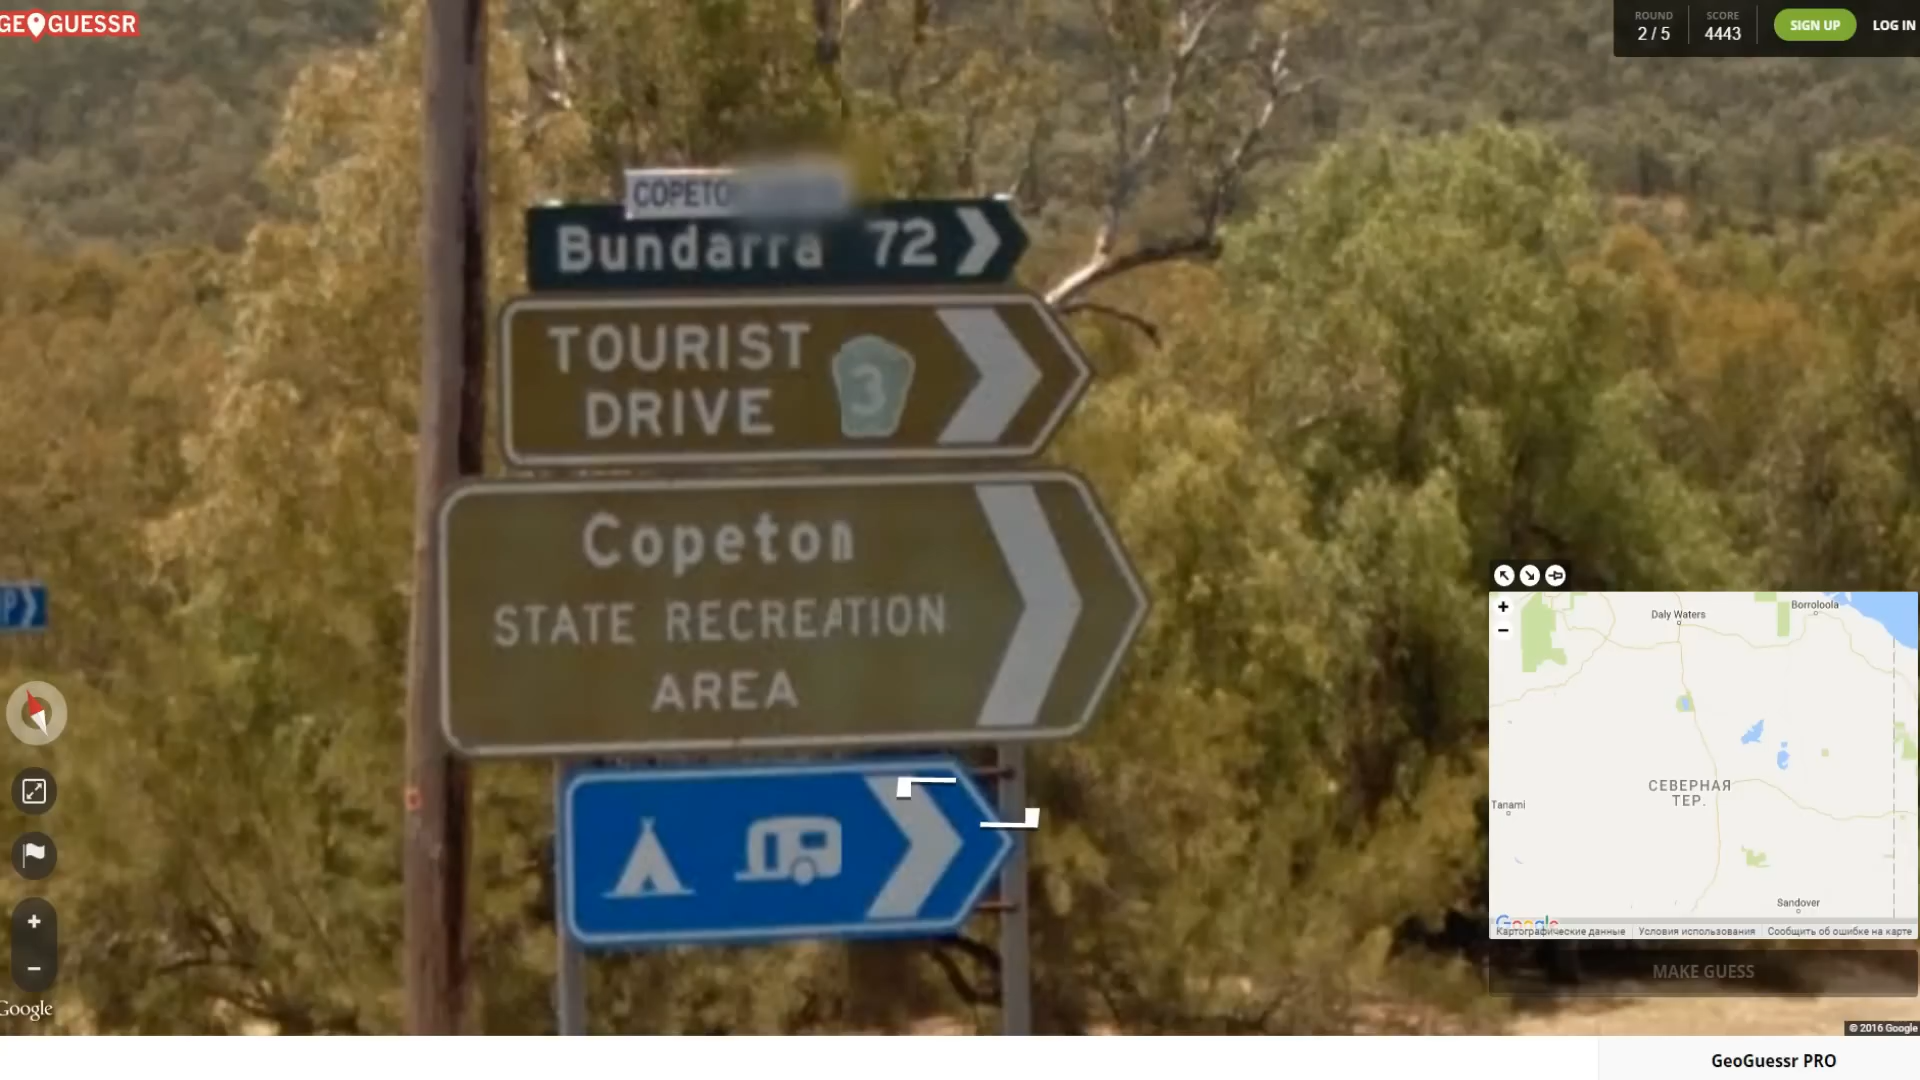 GEOGUESSR
ROUND
2 / 5
SCORE
4443
SIGN UP
LOG IN
COPETO
Bundarra 72
TOURIST
DRIVE
3
Copeton
STATE RECREATION
AREA
P
+
−
Google
+
−
Daly Waters
Borroloola
СЕВЕРНАЯ
ТЕР.
Tanami
Sandover
Google
Картографические данные
Условия использования
Сообщить об ошибке на карте
MAKE GUESS
© 2016 Google
GeoGuessr PRO